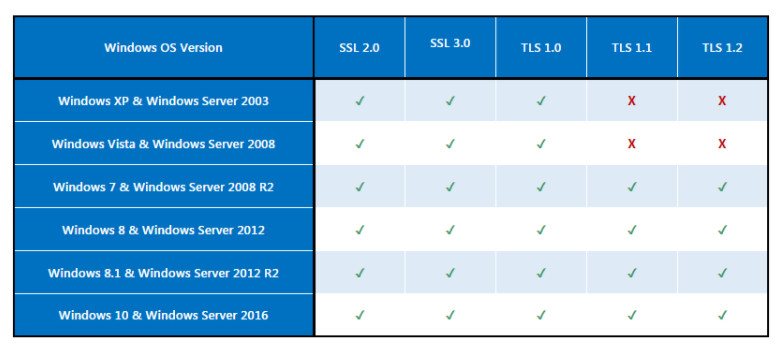 Windows OS Version SSL 2.0 SSL 3.0 TLS 1.0 TLS 1.1 TLS 1.2
Windows XP & Windows Server 2003 ✓ ✓ ✓ X X
Windows Vista & Windows Server 2008 ✓ ✓ ✓ X X
Windows 7 & Windows Server 2008 R2 ✓ ✓ ✓ ✓ ✓
Windows 8 & Windows Server 2012 ✓ ✓ ✓ ✓ ✓
Windows 8.1 & Windows Server 2012 R2 ✓ ✓ ✓ ✓ ✓
Windows 10 & Windows Server 2016 ✓ ✓ ✓ ✓ ✓